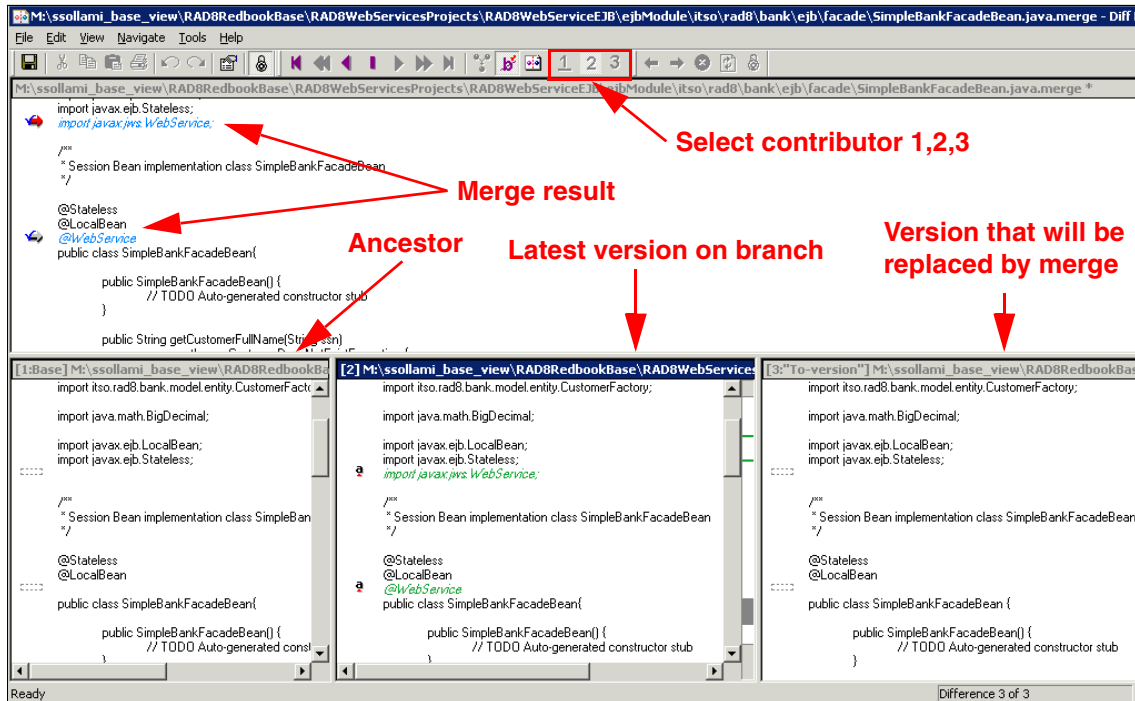 M:\ssollami_base_view\RAD8RedbookBase\RAD8WebServicesProjects\RAD8WebServiceEJB\ejbModule\itso\rad8\bank\ejb\facade\SimpleBankFacadeBean.java.merge - Diff
File Edit View Navigate Tools Help
1 2 3
M:\ssollami_base_view\RAD8RedbookBase\RAD8WebServicesProjects\RAD8WebServiceEJB\ejbModule\itso\rad8\bank\ejb\facade\SimpleBankFacadeBean.java.merge *
import javax.ejb.Stateless;
import javax.jws.WebService;
/**
* Session Bean implementation class SimpleBankFacadeBean
*/
@Stateless
@LocalBean
@WebService
public class SimpleBankFacadeBean{
public SimpleBankFacadeBean() {
// TODO Auto-generated constructor stub
}
public String getCustomerFullName(String ssn)
Select contributor 1,2,3
Merge result
Ancestor
Latest version on branch
Version that will be
replaced by merge
[1:Base] M:\ssollami_base_view\RAD8RedbookBa
import itso.rad8.bank.model.entity.CustomerFacto
import java.math.BigDecimal;
import javax.ejb.LocalBean;
import javax.ejb.Stateless;
/**
* Session Bean implementation class SimpleBan
*/
@Stateless
@LocalBean
public class SimpleBankFacadeBean{
public SimpleBankFacadeBean() {
// TODO Auto-generated const
}
[2] M:\ssollami_base_view\RAD8RedbookBase\RAD8WebServices
import itso.rad8.bank.model.entity.CustomerFactory;
import java.math.BigDecimal;
import javax.ejb.LocalBean;
import javax.ejb.Stateless;
a import javax.jws.WebService;
/**
* Session Bean implementation class SimpleBankFacadeBean
*/
@Stateless
@LocalBean
a @WebService
public class SimpleBankFacadeBean{
public SimpleBankFacadeBean() {
// TODO Auto-generated constructor stub
}
[3:"To-version"] M:\ssollami_base_view\RAD8RedbookBas
import itso.rad8.bank.model.entity.CustomerFactory;
import java.math.BigDecimal;
import javax.ejb.LocalBean;
import javax.ejb.Stateless;
/**
* Session Bean implementation class SimpleBankFacadeBean
*/
@Stateless
@LocalBean
public class SimpleBankFacadeBean {
public SimpleBankFacadeBean() {
// TODO Auto-generated constructor stub
}
Ready
Difference 3 of 3